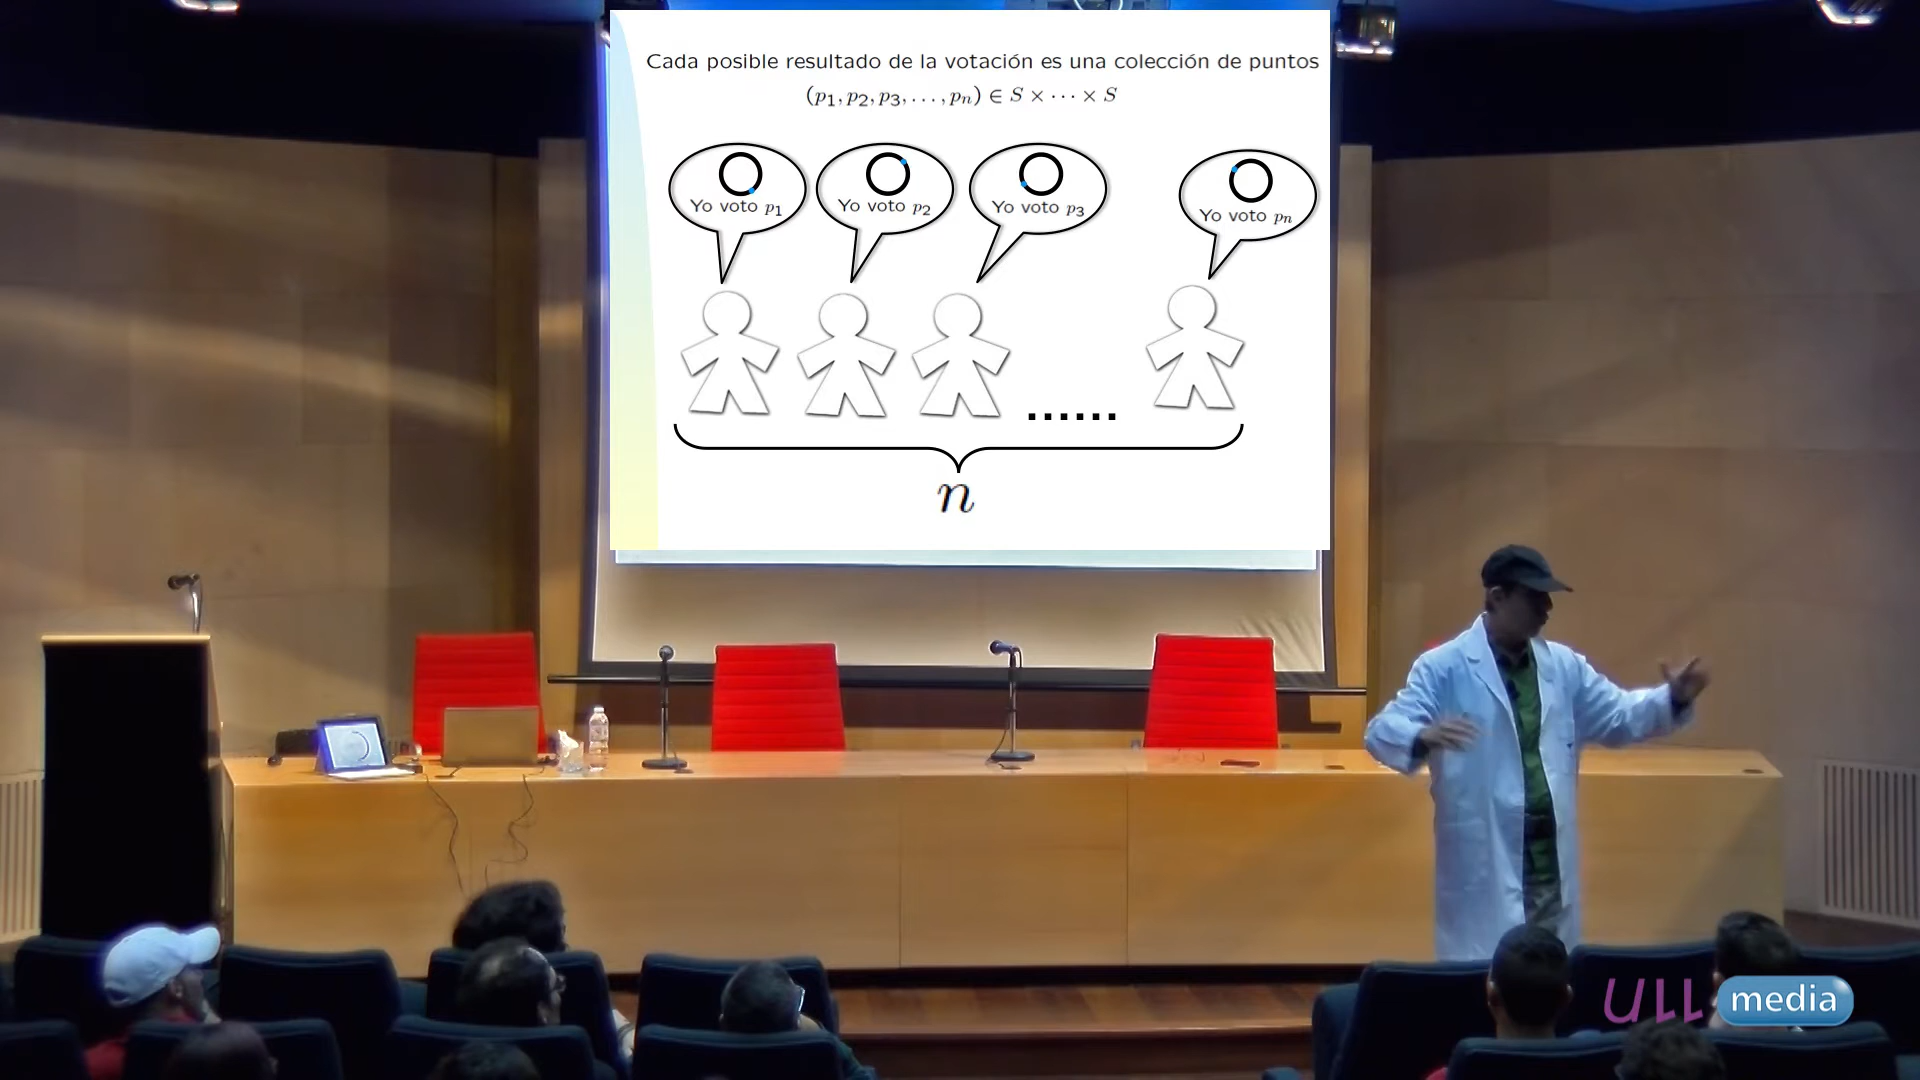 Cada posible resultado de la votación es una colección de puntos
(p₁, p₂, p₃, . . . , pₙ) ∈ S × · · · × S
Yo voto p₁
Yo voto p₂
Yo voto p₃
Yo voto pₙ
......
n
ULL media